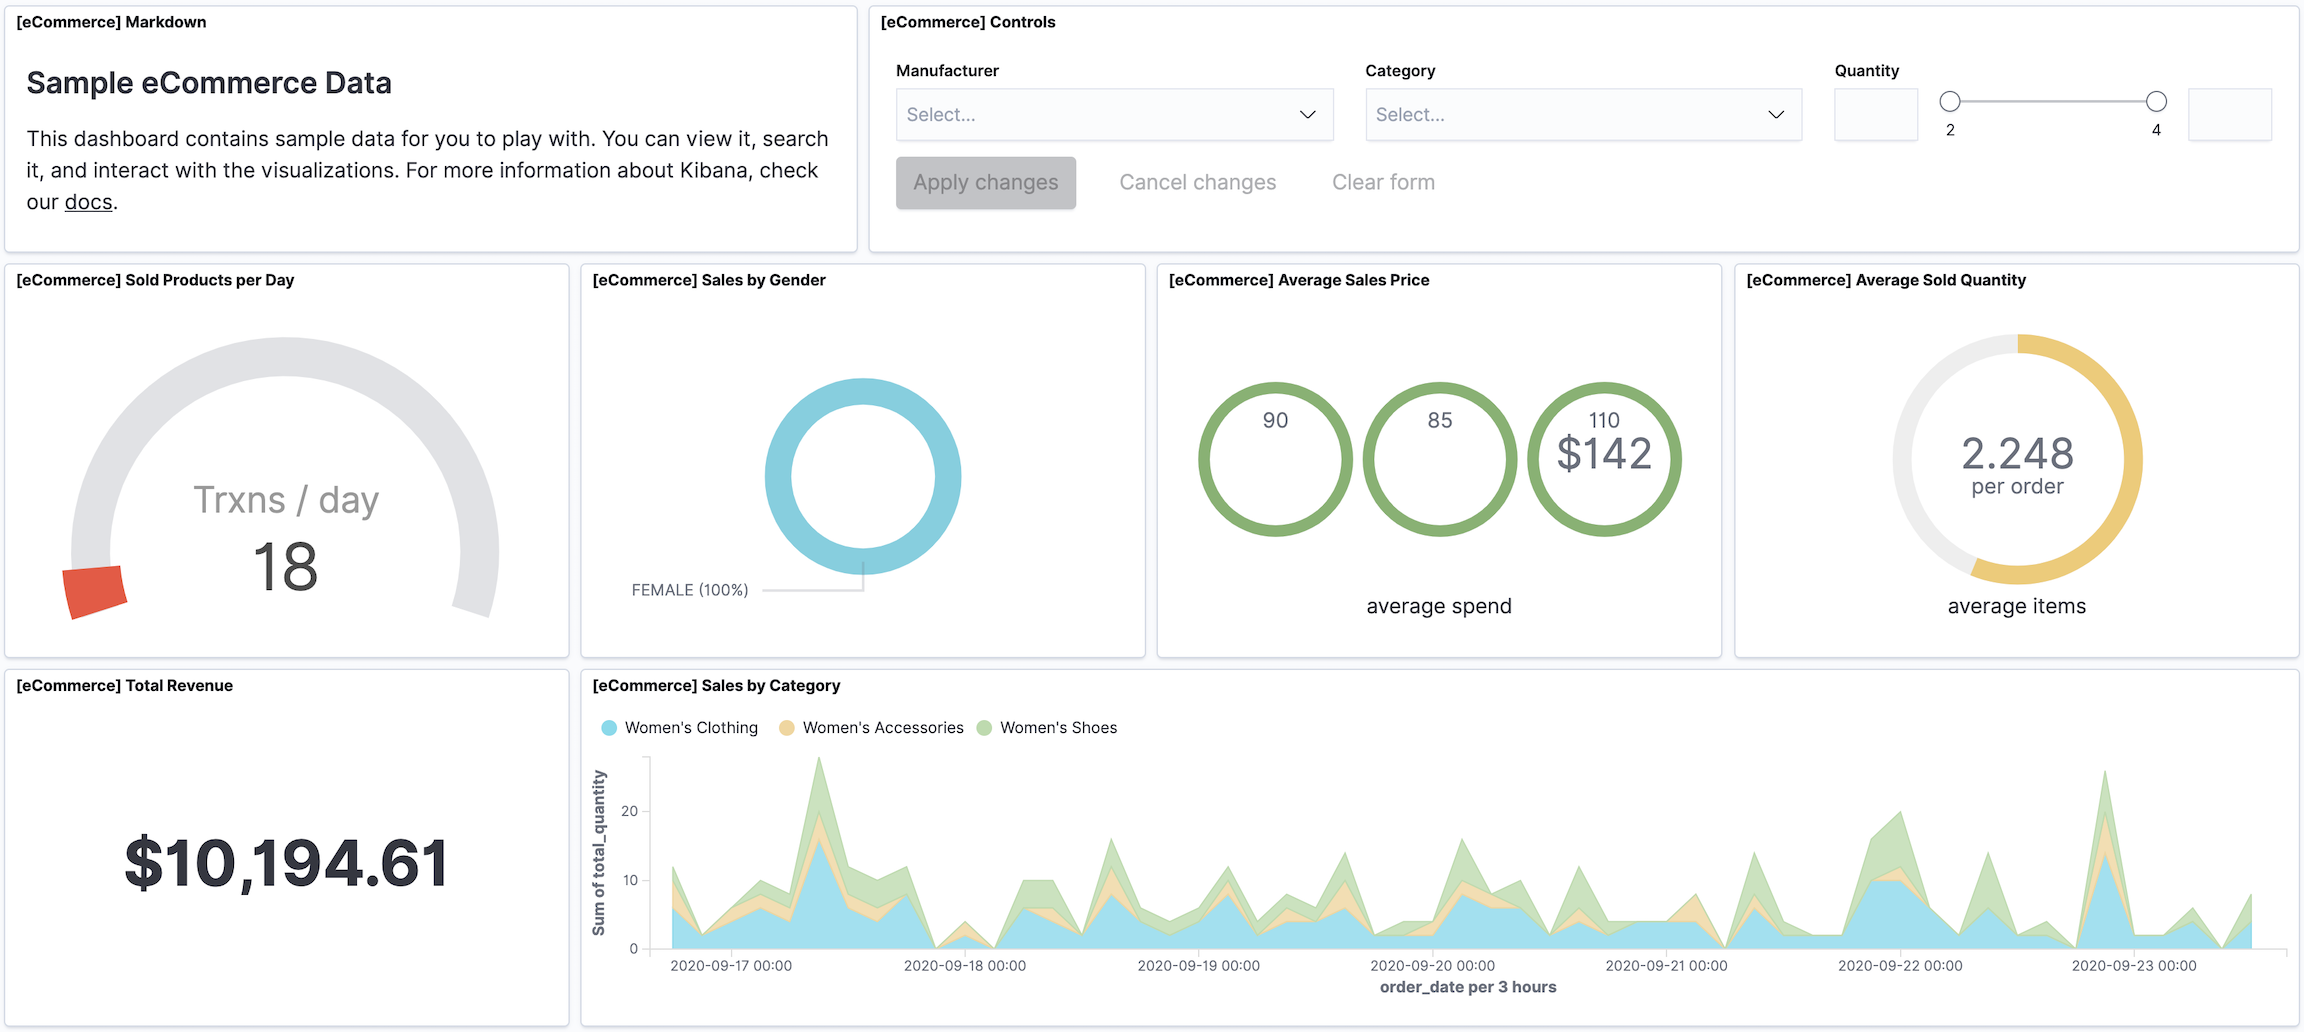 [eCommerce] Markdown
Sample eCommerce Data
This dashboard contains sample data for you to play with. You can view it, search
it, and interact with the visualizations. For more information about Kibana, check
our docs.
[eCommerce] Controls
Manufacturer
Select...
Category
Select...
Quantity
2
4
Apply changes
Cancel changes
Clear form
[eCommerce] Sold Products per Day
Trxns / day
18
[eCommerce] Sales by Gender
FEMALE (100%)
[eCommerce] Average Sales Price
90
85
110
$142
average spend
[eCommerce] Average Sold Quantity
2.248
per order
average items
[eCommerce] Total Revenue
$10,194.61
[eCommerce] Sales by Category
Women's Clothing
Women's Accessories
Women's Shoes
Sum of total_quantity
20
10
0
2020-09-17 00:00
2020-09-18 00:00
2020-09-19 00:00
2020-09-20 00:00
2020-09-21 00:00
2020-09-22 00:00
2020-09-23 00:00
order_date per 3 hours